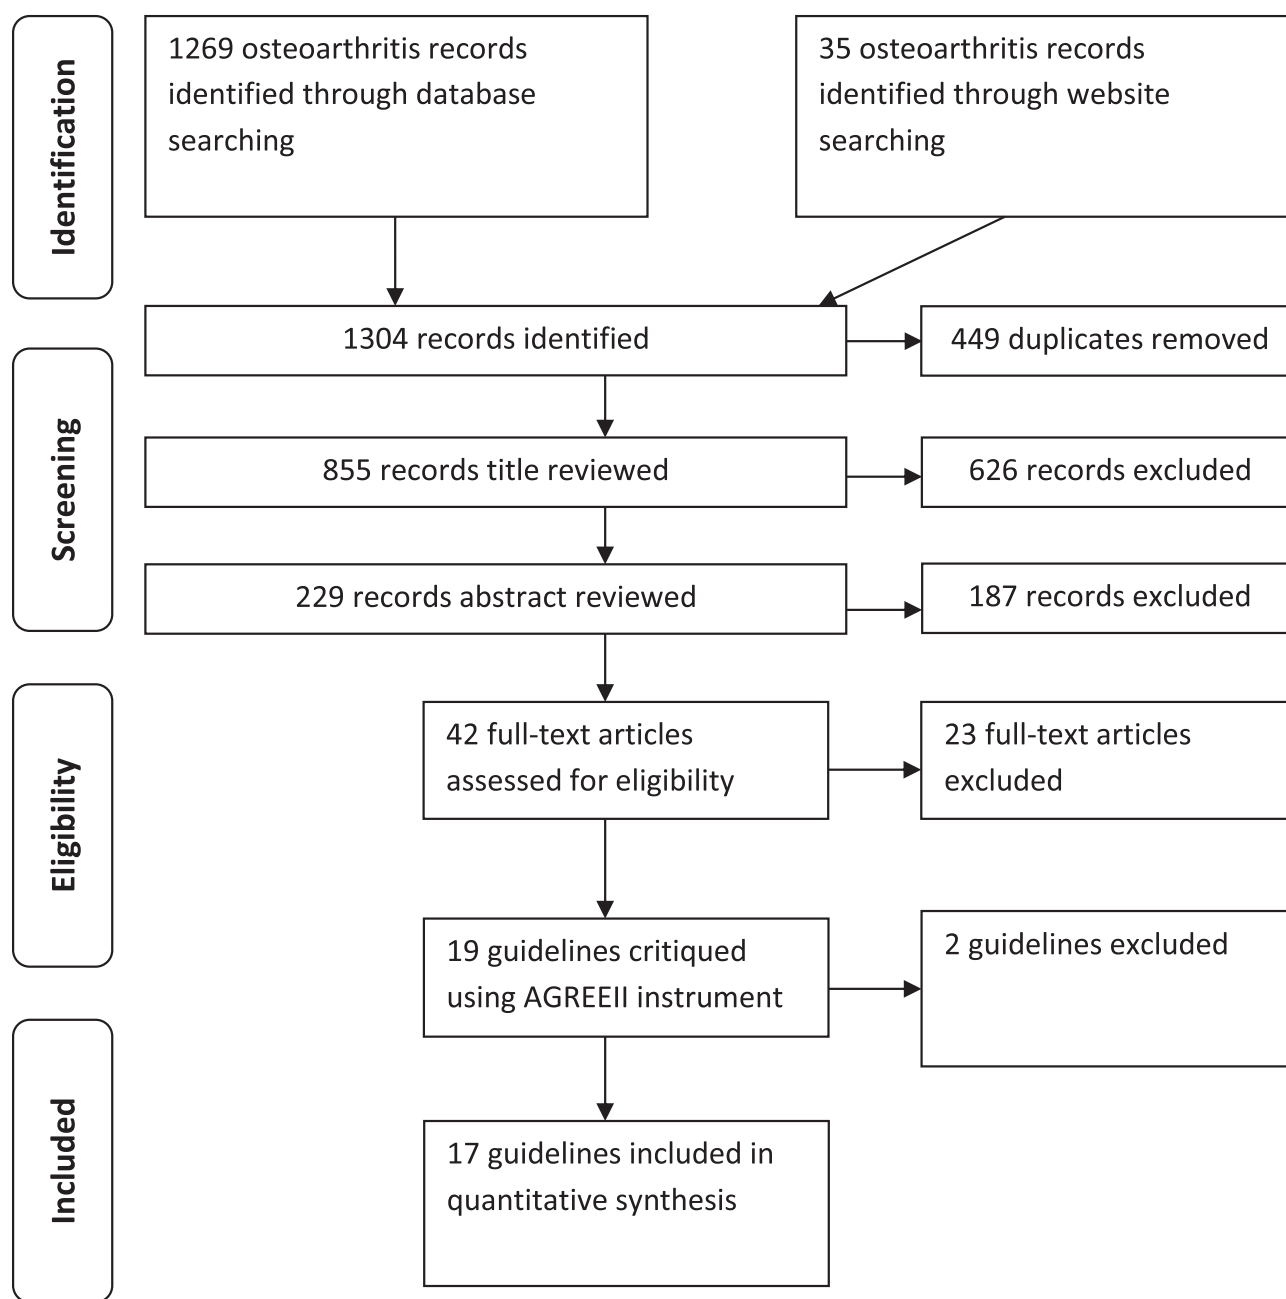 Identification
1269 osteoarthritis records
identified through database
searching
35 osteoarthritis records
identified through website
searching
1304 records identified
449 duplicates removed
Screening
855 records title reviewed
626 records excluded
229 records abstract reviewed
187 records excluded
Eligibility
42 full-text articles
assessed for eligibility
23 full-text articles
excluded
19 guidelines critiqued
using AGREEII instrument
2 guidelines excluded
Included
17 guidelines included in
quantitative synthesis